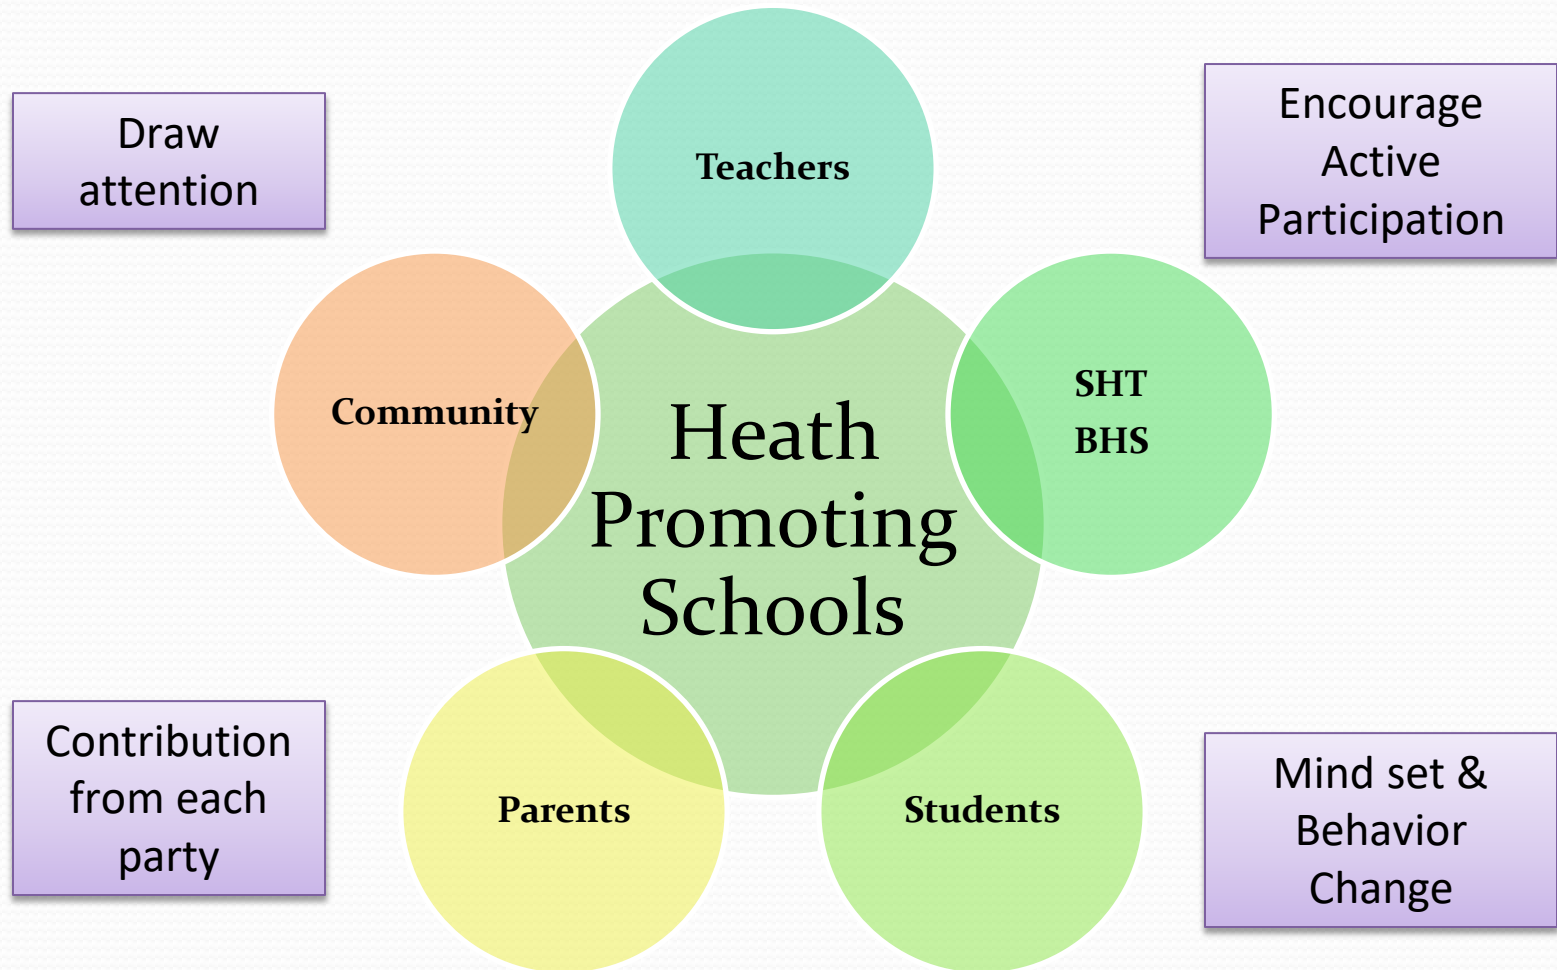 Draw
attention
Teachers
Encourage
Active
Participation
Community
SHT
BHS
Heath
Promoting
Schools
Contribution
from each
party
Parents
Students
Mind set &
Behavior
Change